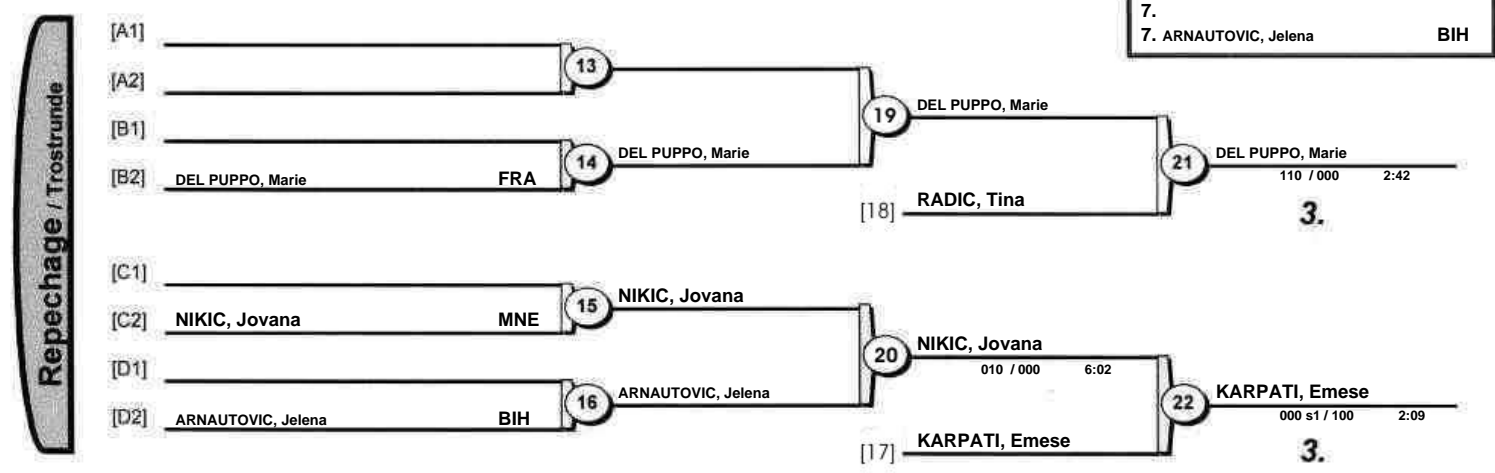 7.
7. ARNAUTOVIC, Jelena BIH
Repechage / Trostrunde
[A1]
13
[A2]
[B1]
14 DEL PUPPO, Marie
[B2] DEL PUPPO, Marie FRA
19 DEL PUPPO, Marie
21 DEL PUPPO, Marie
110 / 000 2:42
[18] RADIC, Tina
3.
[C1]
15 NIKIC, Jovana
[C2] NIKIC, Jovana MNE
[D1]
16 ARNAUTOVIC, Jelena
[D2] ARNAUTOVIC, Jelena BIH
20 NIKIC, Jovana
010 / 000 6:02
22 KARPATI, Emese
000 s1 / 100 2:09
[17] KARPATI, Emese
3.